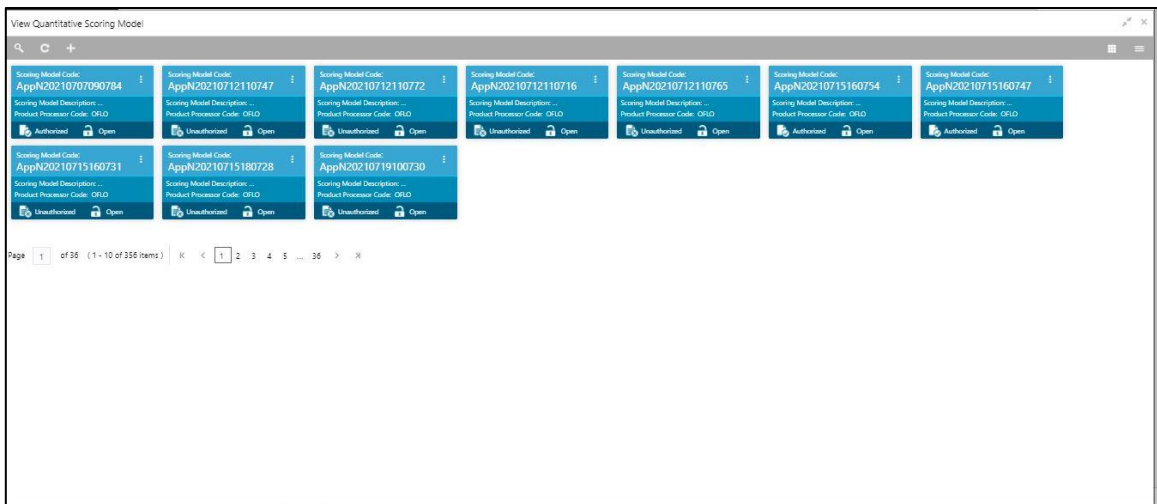 View Quantitative Scoring Model
Scoring Model Code:
AppN20210707090784
Scoring Model Description: ...
Product Processor Code: OFLO
Authorized Open
Scoring Model Code:
AppN20210712110747
Scoring Model Description: ...
Product Processor Code: OFLO
Unauthorized Open
Scoring Model Code:
AppN20210712110772
Scoring Model Description: ...
Product Processor Code: OFLO
Unauthorized Open
Scoring Model Code:
AppN20210712110716
Scoring Model Description: ...
Product Processor Code: OFLO
Unauthorized Open
Scoring Model Code:
AppN20210712110765
Scoring Model Description: ...
Product Processor Code: OFLO
Unauthorized Open
Scoring Model Code:
AppN20210715160754
Scoring Model Description: ...
Product Processor Code: OFLO
Authorized Open
Scoring Model Code:
AppN20210715160747
Scoring Model Description: ...
Product Processor Code: OFLO
Authorized Open
Scoring Model Code:
AppN20210715160731
Scoring Model Description: ...
Product Processor Code: OFLO
Unauthorized Open
Scoring Model Code:
AppN20210715180728
Scoring Model Description: ...
Product Processor Code: OFLO
Unauthorized Open
Scoring Model Code:
AppN20210719100730
Scoring Model Description: ...
Product Processor Code: OFLO
Unauthorized Open
Page 1 of 36 (1 - 10 of 356 items) 1 2 3 4 5 ... 36